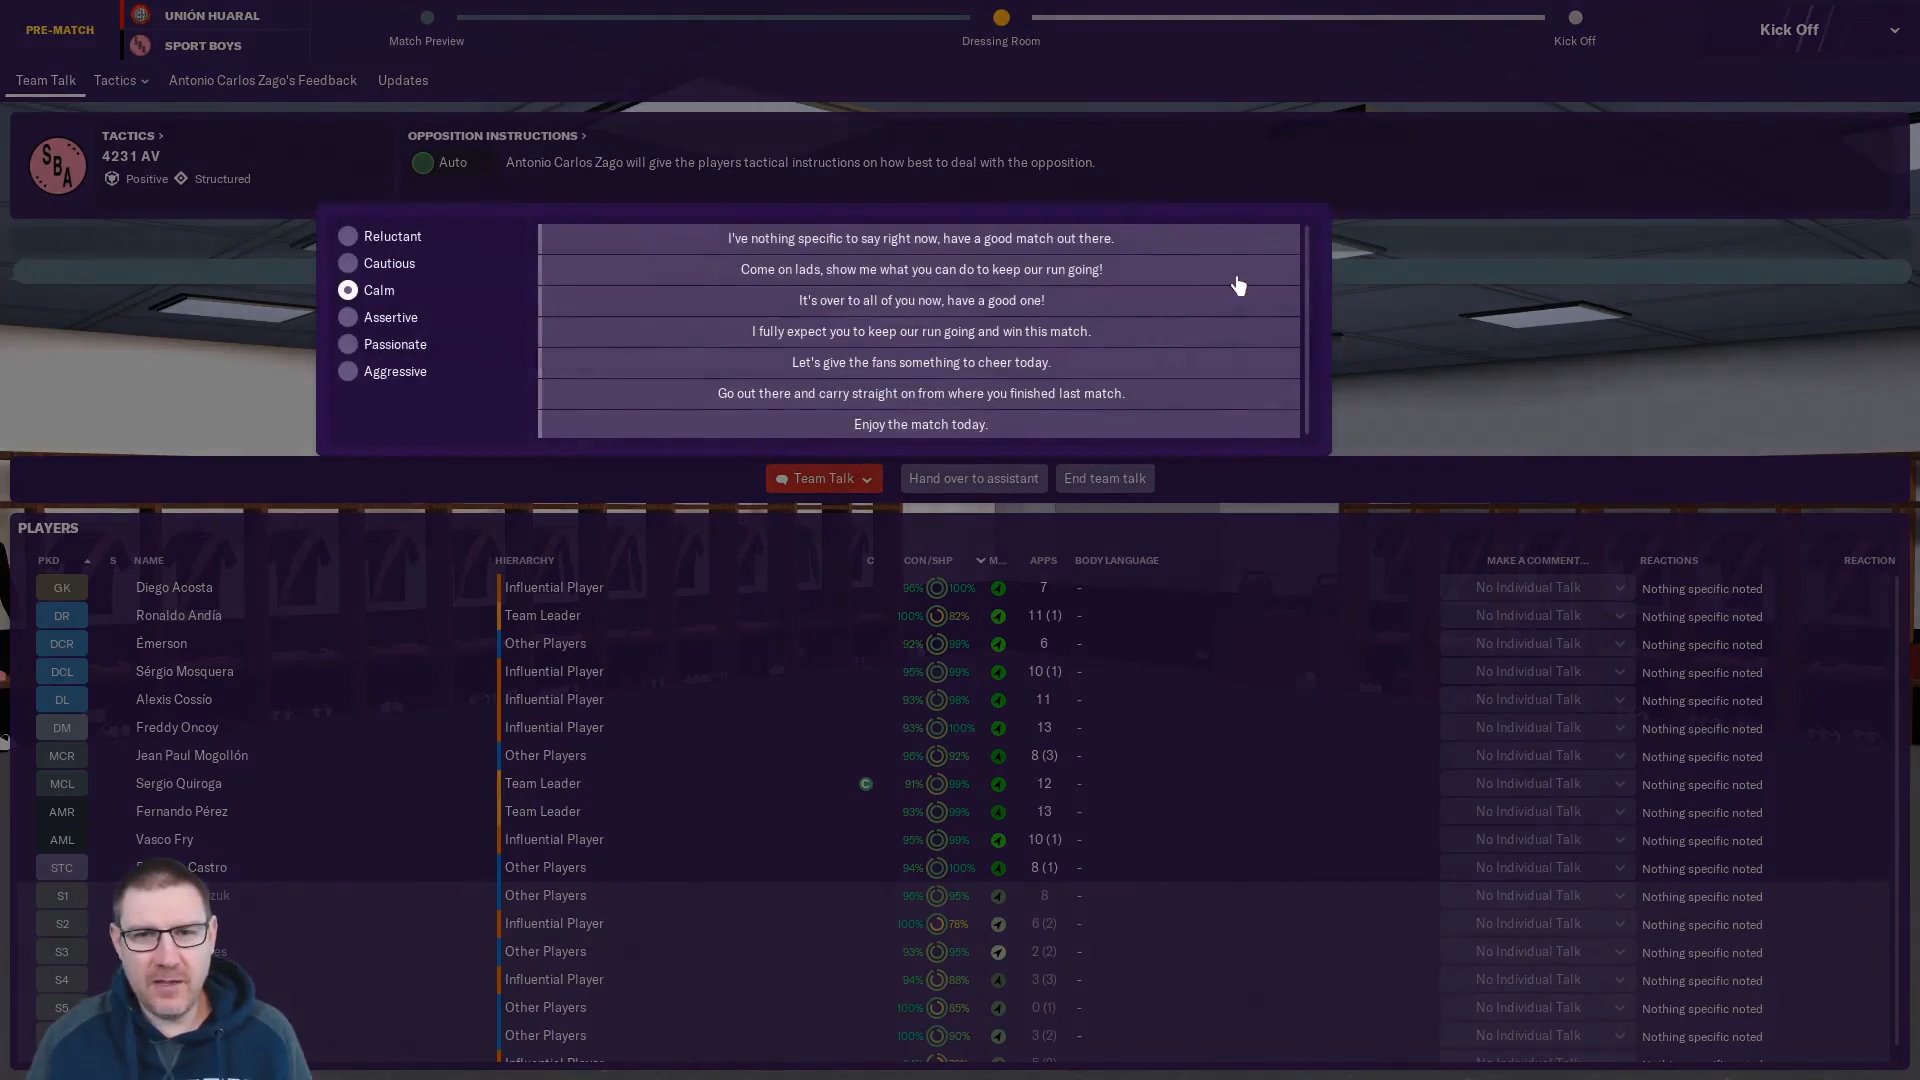 PRE-MATCH
UNIÓN HUARAL
SPORT BOYS
Match Preview
Dressing Room
Kick Off
Kick Off
Team Talk
Tactics
Antonio Carlos Zago's Feedback
Updates
SBA
TACTICS >
4231 AV
Positive
Structured
OPPOSITION INSTRUCTIONS >
Auto
Antonio Carlos Zago will give the players tactical instructions on how best to deal with the opposition.
Reluctant
Cautious
Calm
Assertive
Passionate
Aggressive
I've nothing specific to say right now, have a good match out there.
Come on lads, show me what you can do to keep our run going!
It's over to all of you now, have a good one!
I fully expect you to keep our run going and win this match.
Let's give the fans something to cheer today.
Go out there and carry straight on from where you finished last match.
Enjoy the match today.
Team Talk
Hand over to assistant
End team talk
PLAYERS
PKD S NAME HIERARCHY C CON/SHP M... APPS BODY LANGUAGE MAKE A COMMENT... REACTIONS REACTION
GK Diego Acosta Influential Player 96% 100% 7 - No Individual Talk Nothing specific noted
DR Ronaldo Andía Team Leader 100% 82% 11 (1) - No Individual Talk Nothing specific noted
DCR Émerson Other Players 92% 99% 6 - No Individual Talk Nothing specific noted
DCL Sérgio Mosquera Influential Player 95% 99% 10 (1) - No Individual Talk Nothing specific noted
DL Alexis Cossío Influential Player 93% 98% 11 - No Individual Talk Nothing specific noted
DM Freddy Oncoy Influential Player 93% 100% 13 - No Individual Talk Nothing specific noted
MCR Jean Paul Mogollón Other Players 96% 92% 8 (3) - No Individual Talk Nothing specific noted
MCL Sergio Quiroga C Team Leader 91% 99% 12 - No Individual Talk Nothing specific noted
AMR Fernando Pérez Team Leader 93% 99% 13 - No Individual Talk Nothing specific noted
AML Vasco Fry Influential Player 95% 99% 10 (1) - No Individual Talk Nothing specific noted
STC Castro Other Players 94% 100% 8 (1) - No Individual Talk Nothing specific noted
S1 zuk Other Players 96% 95% 8 - No Individual Talk Nothing specific noted
S2 Influential Player 100% 78% 6 (2) - No Individual Talk Nothing specific noted
S3 es Other Players 93% 95% 2 (2) - No Individual Talk Nothing specific noted
S4 Influential Player 94% 88% 3 (3) - No Individual Talk Nothing specific noted
S5 Other Players 100% 85% 0 (1) - No Individual Talk Nothing specific noted
Other Players 100% 90% 3 (2) - No Individual Talk Nothing specific noted